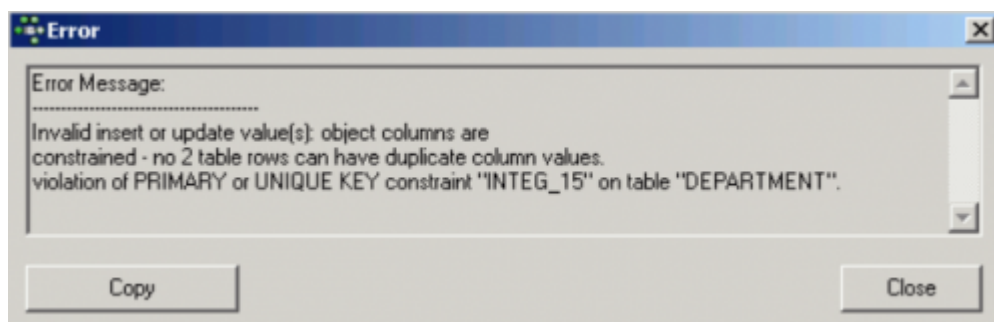 Error
Error Message:
----------------------------------------
Invalid insert or update value(s): object columns are
constrained - no 2 table rows can have duplicate column values.
violation of PRIMARY or UNIQUE KEY constraint "INTEG_15" on table "DEPARTMENT".
Copy
Close